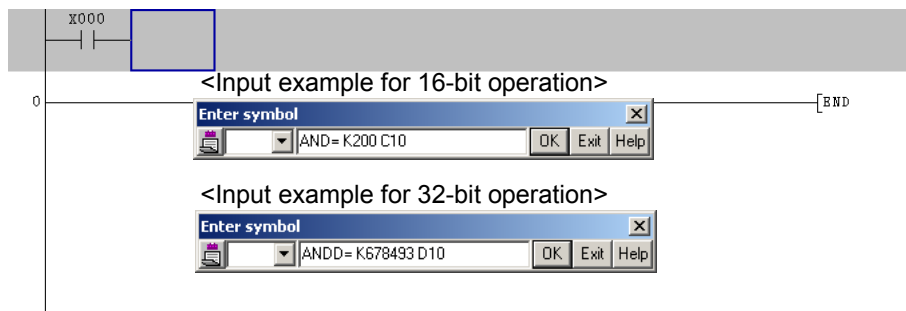 X000
<Input example for 16-bit operation>
0
[END
Enter symbol
AND= K200 C10 OK Exit Help
<Input example for 32-bit operation>
Enter symbol
ANDD= K678493 D10 OK Exit Help